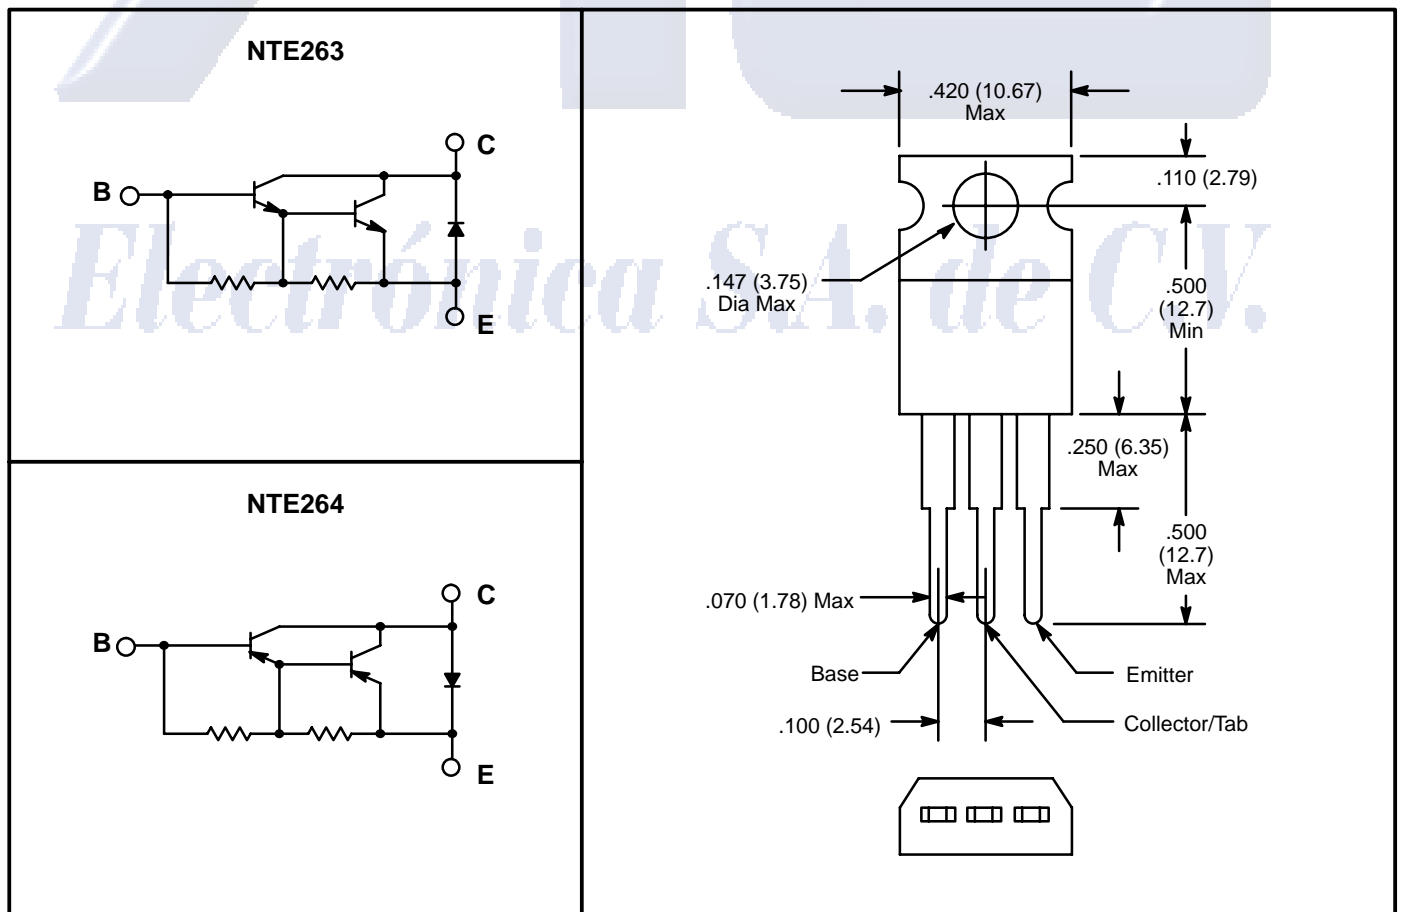 NTE263
C
B
E
NTE264
C
B
E
.420 (10.67)
Max
.110 (2.79)
.147 (3.75)
Dia Max
.500
(12.7)
Min
.250 (6.35)
Max
.500
(12.7)
Max
.070 (1.78) Max
Base
Emitter
.100 (2.54)
Collector/Tab
Electrónica S.A. de C.V.